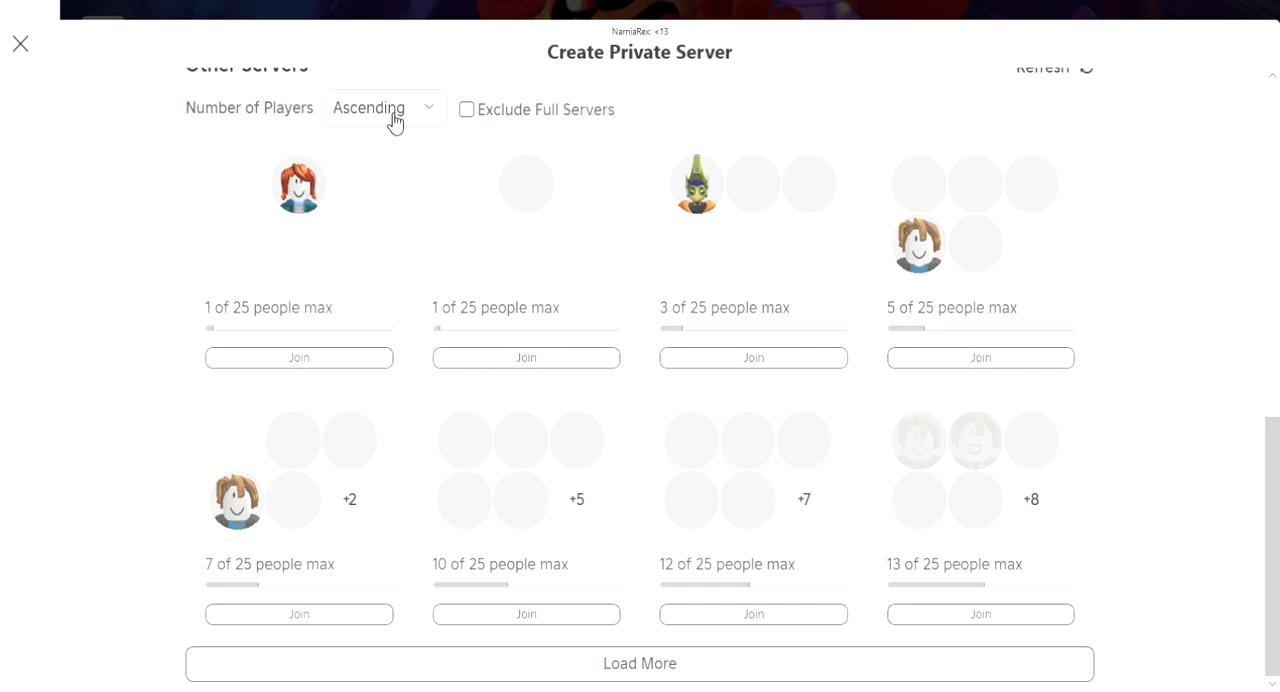 NarniaRex: <13
Create Private Server
Other Servers
Refresh
Number of Players Ascending Exclude Full Servers
1 of 25 people max
Join
1 of 25 people max
Join
3 of 25 people max
Join
5 of 25 people max
Join
+2
7 of 25 people max
Join
+5
10 of 25 people max
Join
+7
12 of 25 people max
Join
+8
13 of 25 people max
Join
Load More